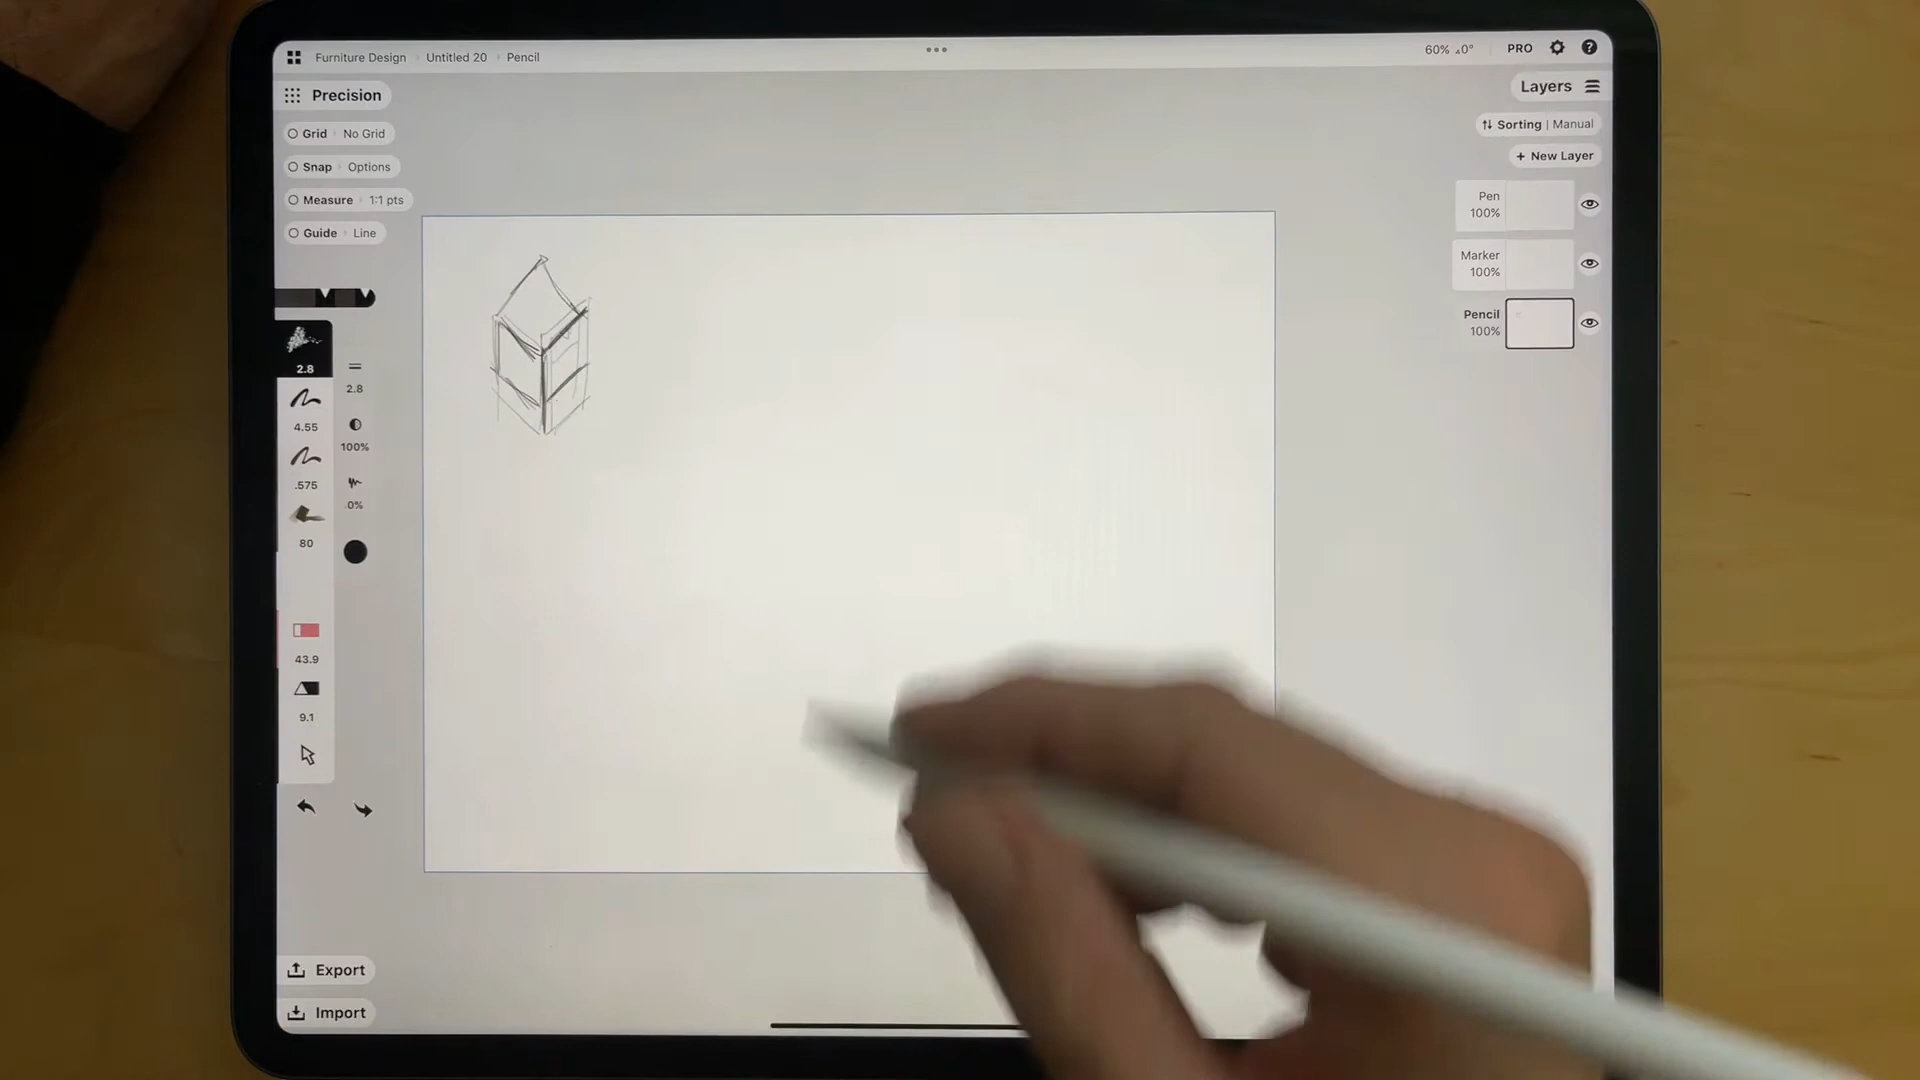 Furniture Design Untitled 20 Pencil
60% 0° PRO ?
Precision
Layers
Grid No Grid
Sorting | Manual
Snap Options
+ New Layer
Measure 1:1 pts
Pen
100%
Guide Line
Marker
100%
Pencil
100%
2.8
2.8
4.55
100%
.575
0%
80
43.9
9.1
Export
Import